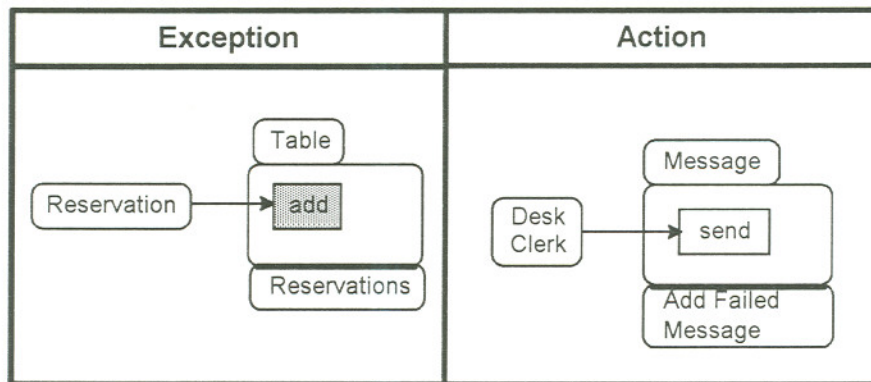 Exception
Action
Table
Reservation
add
Reservations
Message
Desk
Clerk
send
Add Failed
Message